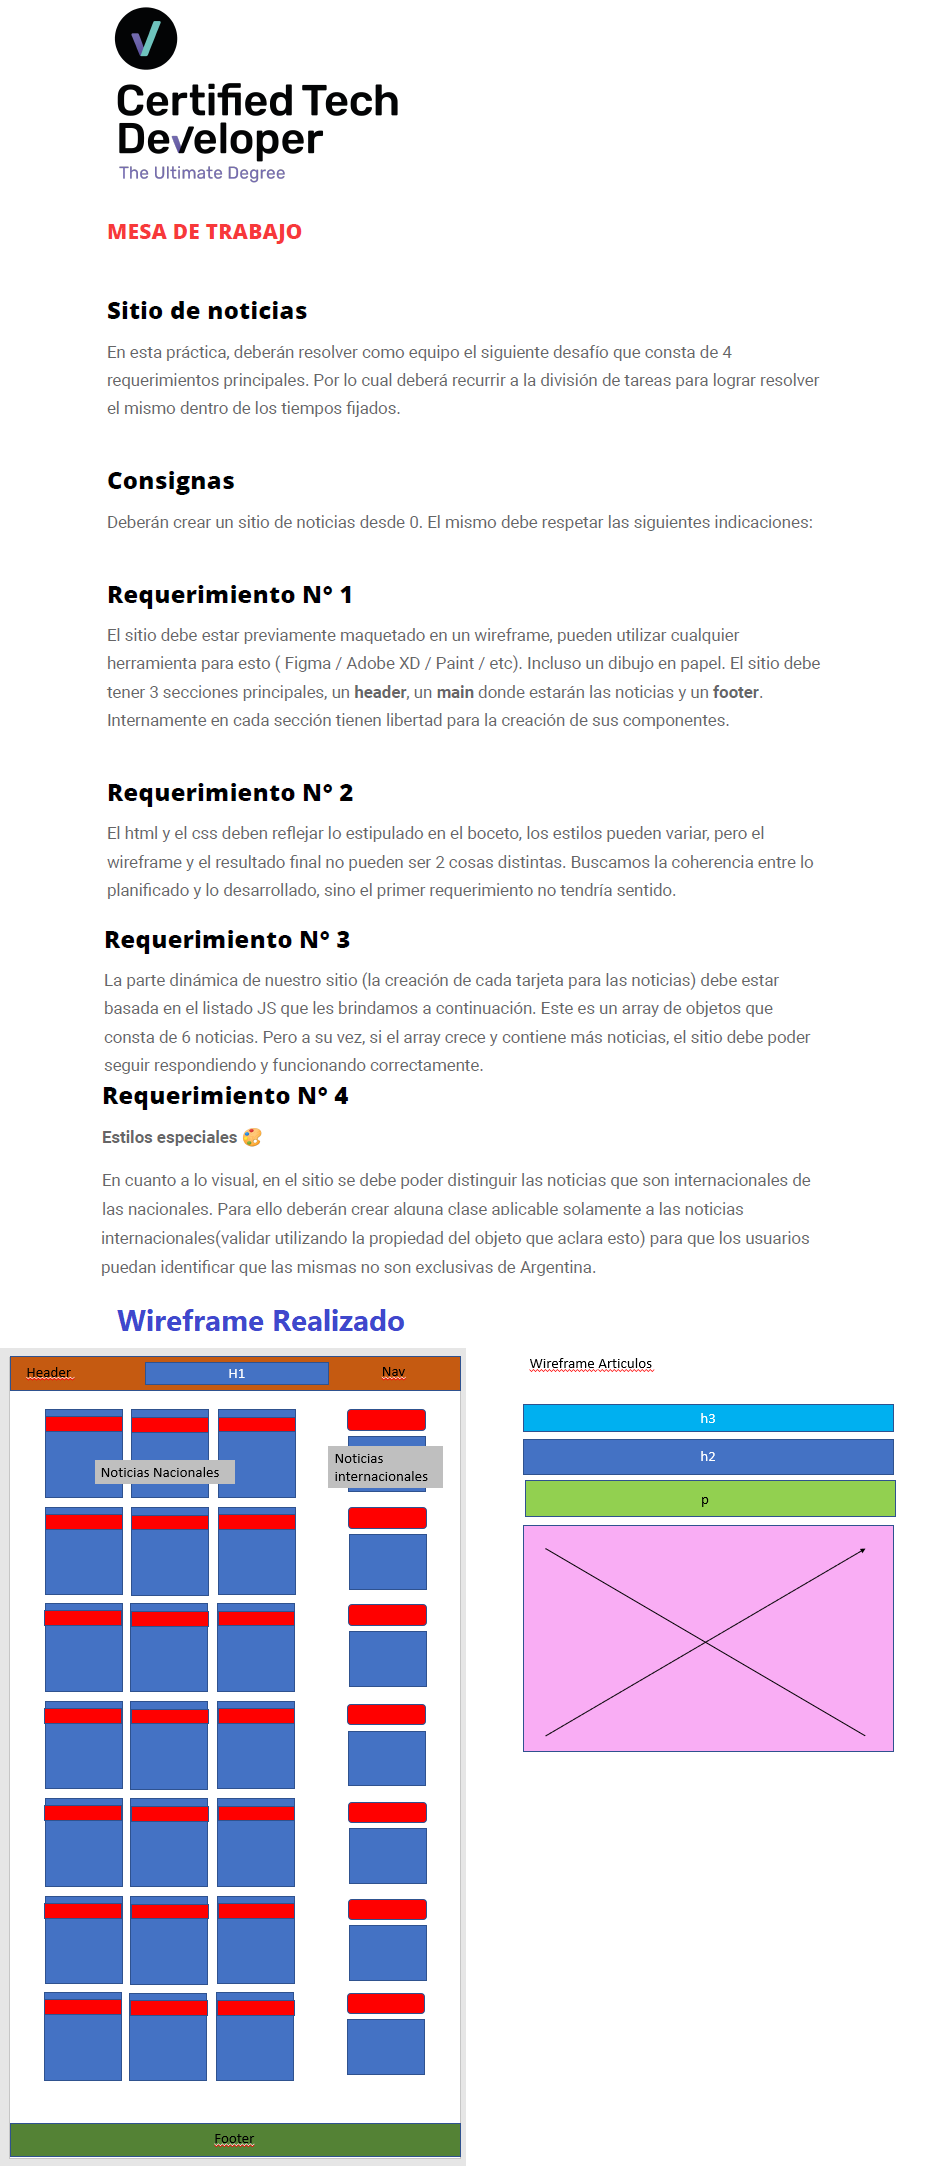 Certified Tech
Developer
The Ultimate Degree
MESA DE TRABAJO
Sitio de noticias
En esta práctica, deberán resolver como equipo el siguiente desafío que consta de 4
requerimientos principales. Por lo cual deberá recurrir a la división de tareas para lograr resolver
el mismo dentro de los tiempos fijados.
Consignas
Deberán crear un sitio de noticias desde 0. El mismo debe respetar las siguientes indicaciones:
Requerimiento N° 1
El sitio debe estar previamente maquetado en un wireframe, pueden utilizar cualquier
herramienta para esto ( Figma / Adobe XD / Paint / etc). Incluso un dibujo en papel. El sitio debe
tener 3 secciones principales, un header, un main donde estarán las noticias y un footer.
Internamente en cada sección tienen libertad para la creación de sus componentes.
Requerimiento N° 2
El html y el css deben reflejar lo estipulado en el boceto, los estilos pueden variar, pero el
wireframe y el resultado final no pueden ser 2 cosas distintas. Buscamos la coherencia entre lo
planificado y lo desarrollado, sino el primer requerimiento no tendría sentido.
Requerimiento N° 3
La parte dinámica de nuestro sitio (la creación de cada tarjeta para las noticias) debe estar
basada en el listado JS que les brindamos a continuación. Este es un array de objetos que
consta de 6 noticias. Pero a su vez, si el array crece y contiene más noticias, el sitio debe poder
seguir respondiendo y funcionando correctamente.
Requerimiento N° 4
Estilos especiales 🎨
En cuanto a lo visual, en el sitio se debe poder distinguir las noticias que son internacionales de
las nacionales. Para ello deberán crear alguna clase aplicable solamente a las noticias
internacionales(validar utilizando la propiedad del objeto que aclara esto) para que los usuarios
puedan identificar que las mismas no son exclusivas de Argentina.
Wireframe Realizado
Header
H1
Nav
Noticias Nacionales
Noticias
internacionales
Footer
Wireframe Articulos
h3
h2
p